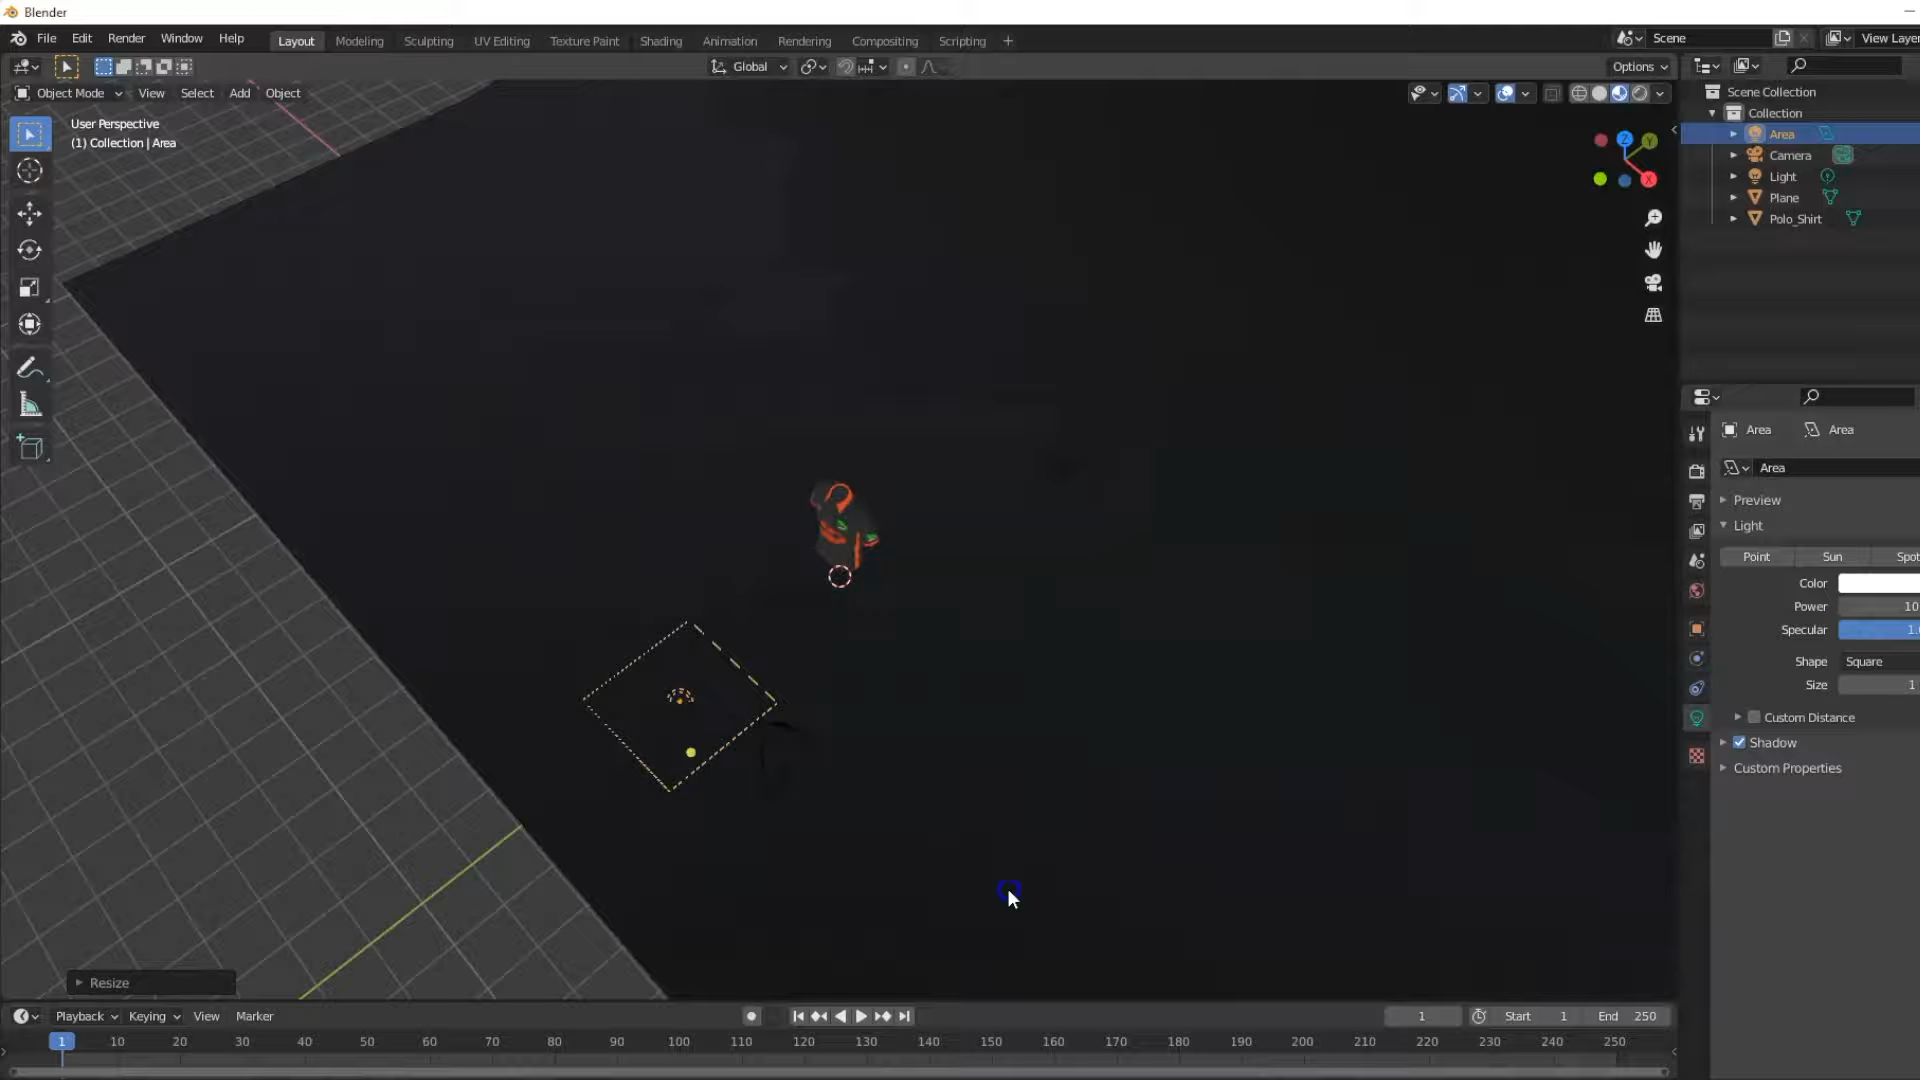 Blender
File Edit Render Window Help Layout Modeling Sculpting UV Editing Texture Paint Shading Animation Rendering Compositing Scripting + Scene View Layer
Global Options
Object Mode View Select Add Object
User Perspective
(1) Collection | Area
Z Y X
Scene Collection
Collection
Area
Camera
Light
Plane
Polo_Shirt
Area Area
Area
Preview
Light
Point Sun Spot
Color
Power 10
Specular 1.
Shape Square
Size 1
Custom Distance
Shadow
Custom Properties
Resize
Playback Keying View Marker 1 Start 1 End 250
1 10 20 30 40 50 60 70 80 90 100 110 120 130 140 150 160 170 180 190 200 210 220 230 240 250